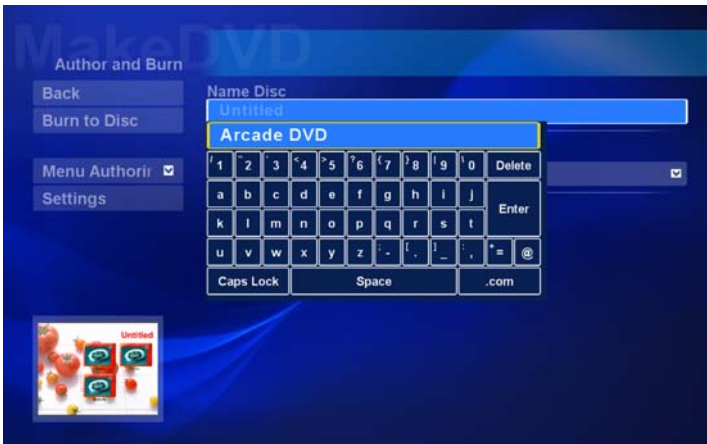 MakeDVD
Author and Burn
Back
Name Disc
Untitled
Burn to Disc
Arcade DVD
1 2 3 4 5 6 7 8 9 0 Delete
Menu Authorin
a b c d e f g h i j
Settings
Enter
k l m n o p q r s t
u v w x y z - . _ , = @
Caps Lock Space .com
Untitled